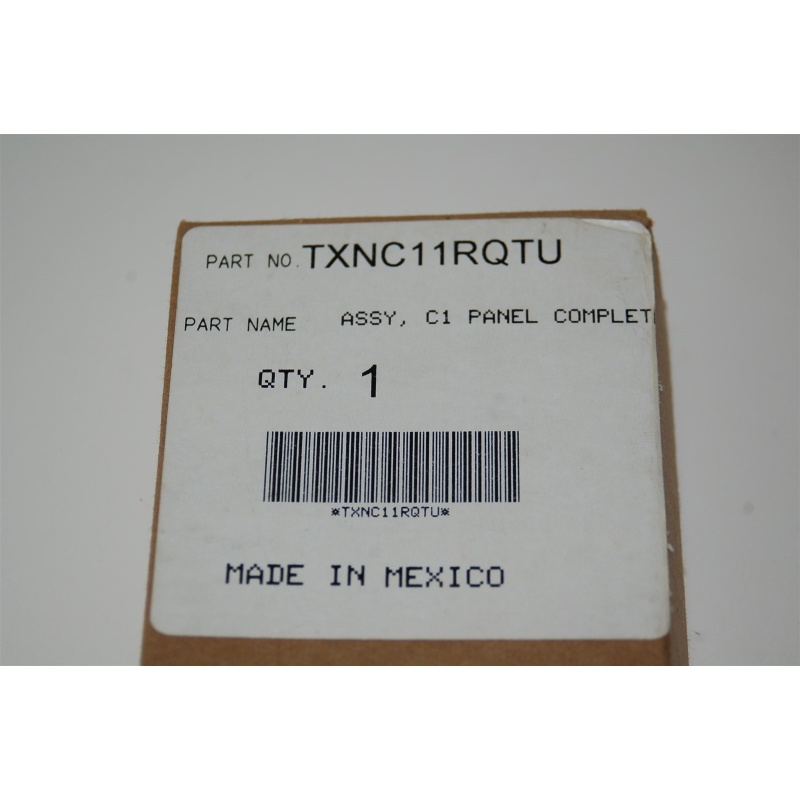 PART NO. TXNC11RQTU
PART NAME ASSY, C1 PANEL COMPLET
QTY. 1
*TXNC11RQTU*
MADE IN MEXICO